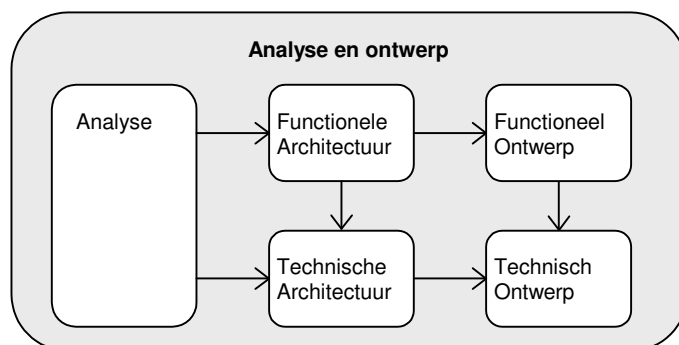 Analyse en ontwerp
Analyse
Functionele
Architectuur
Functioneel
Ontwerp
Technische
Architectuur
Technisch
Ontwerp